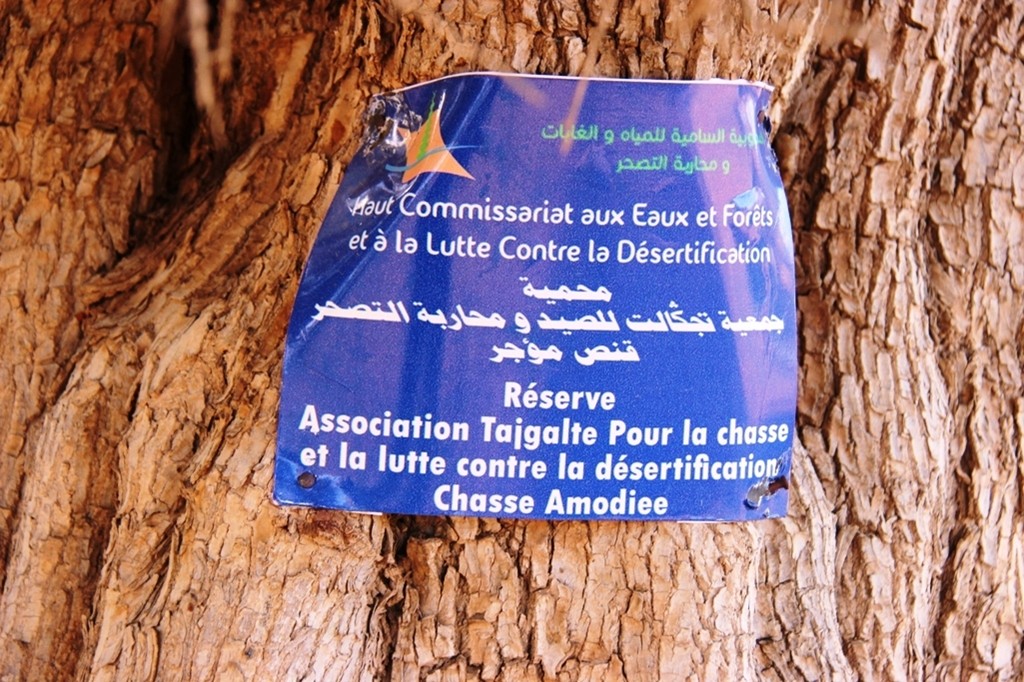 السامية للمياه و الغابات
و محاربة التصحر
Haut Commissariat aux Eaux et Forêts
et à la Lutte Contre la Désertification
محمية
جمعية تجڭالت للصيد و محاربة التصحر
قنص مؤجر
Réserve
Association Tajgalte Pour la chasse
et la lutte contre la désertification
Chasse Amodiee